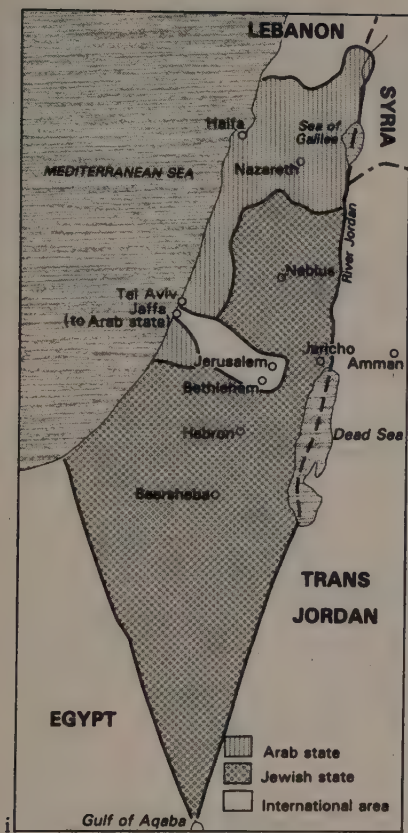 LEBANON
SYRIA
Haifa
Sea of
Galilee
MEDITERRANEAN SEA
Nazareth
River Jordan
Nablus
Tel Aviv
Jaffa
(to Arab state)
Jerusalem
Jericho
Amman
Bethlehem
Hebron
Dead Sea
Beersheba
TRANS
JORDAN
EGYPT
Arab state
Jewish state
International area
i
Gulf of Aqaba